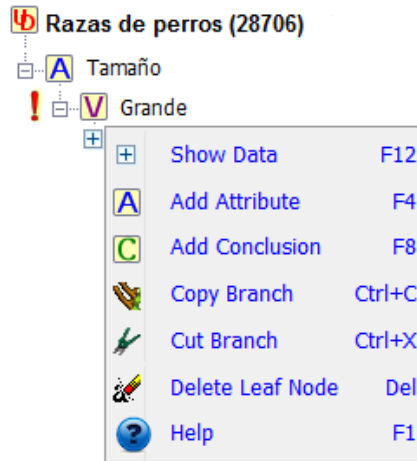 UD Razas de perros (28706)
A Tamaño
! V Grande
Show Data F12
A Add Attribute F4
C Add Conclusion F8
Copy Branch Ctrl+C
Cut Branch Ctrl+X
Delete Leaf Node Del
? Help F1